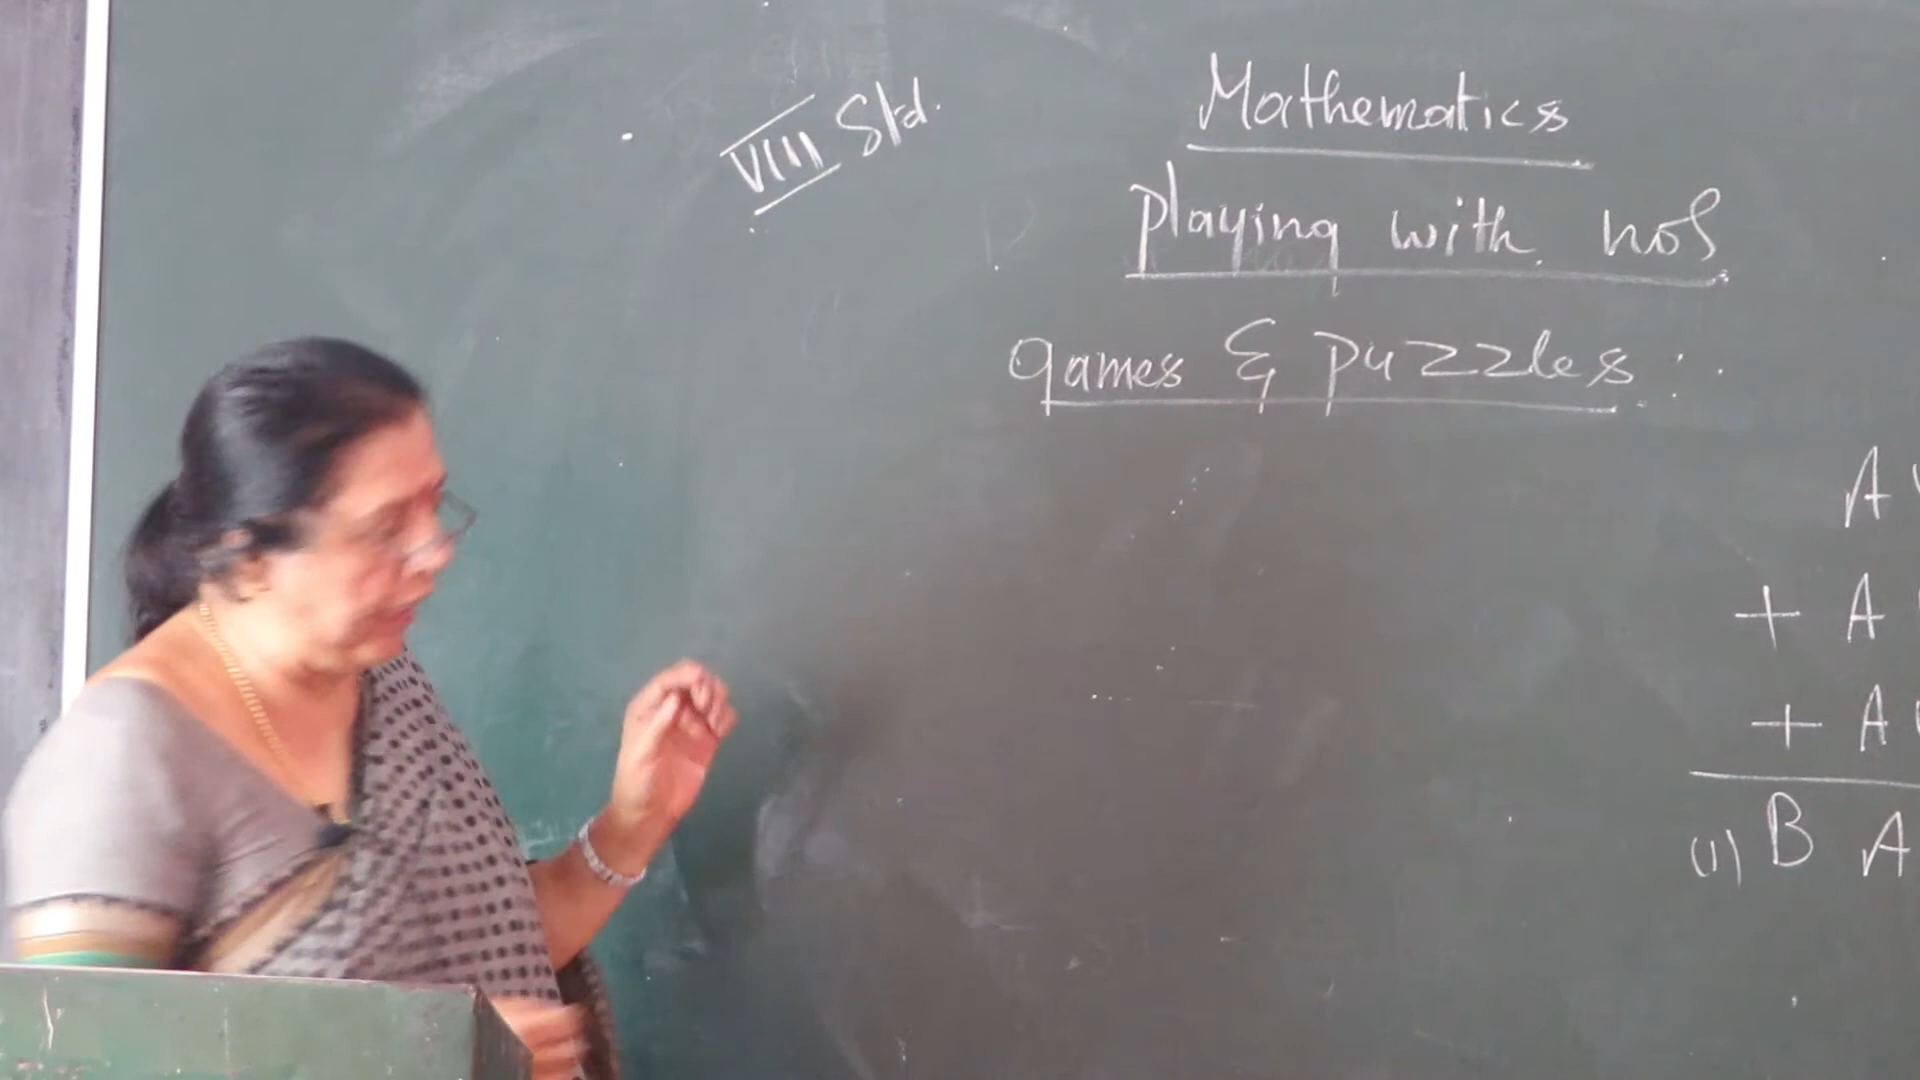 VIII Std.
Mathematics
Playing with nos
games & puzzles :
A
+ A
+ A
(1) B A